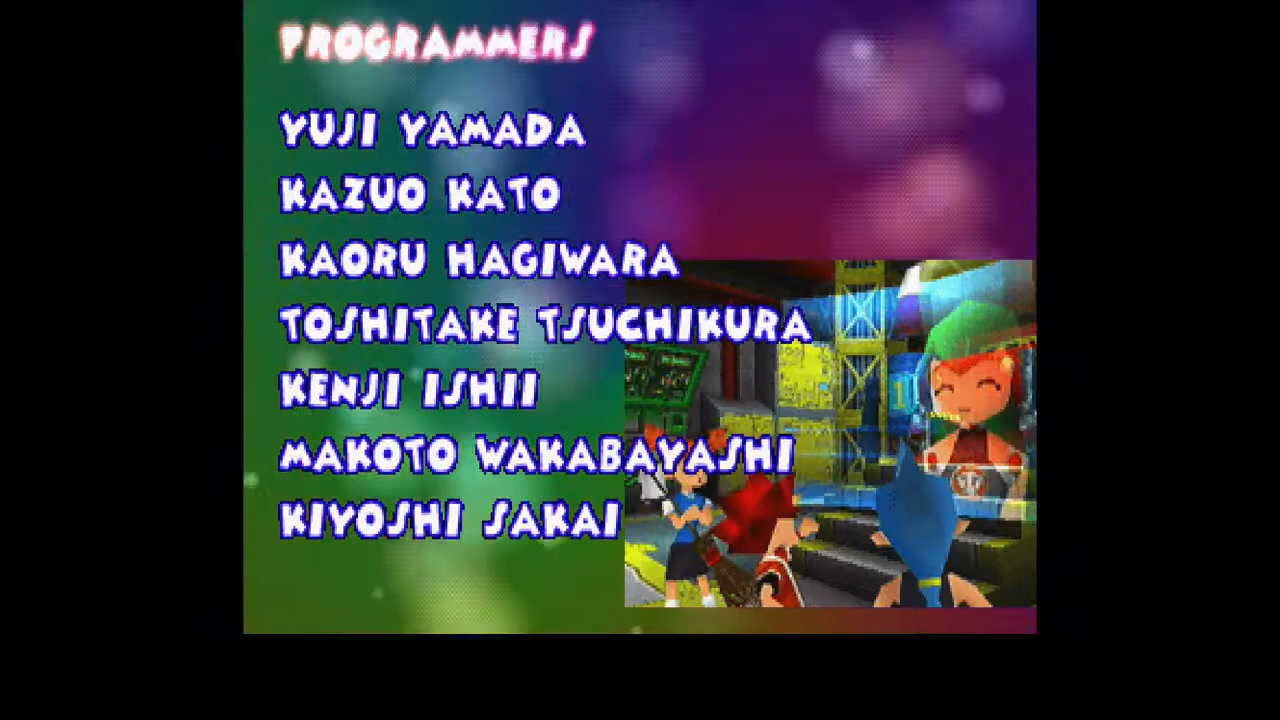 PROGRAMMERS
YUJI YAMADA
KAZUO KATO
KAORU HAGIWARA
TOSHITAKE TSUCHIKURA
KENJI ISHII
MAKOTO WAKABAYASHI
KIYOSHI SAKAI